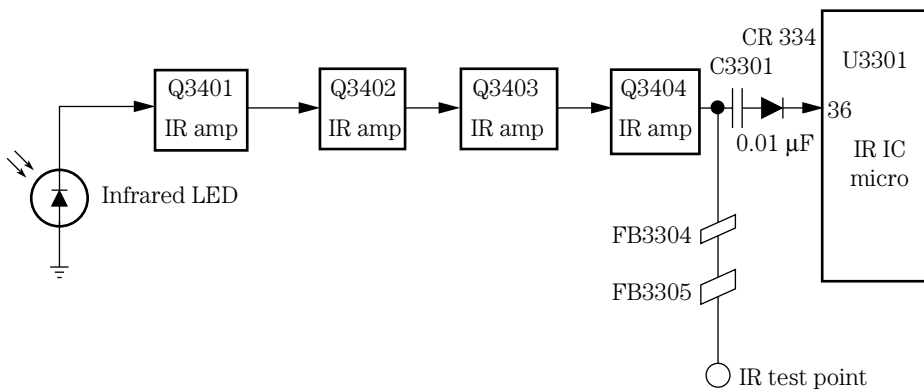 CR 334
C3301
Q3401
IR amp
Q3402
IR amp
Q3403
IR amp
Q3404
IR amp
0.01 μF
U3301
36
IR IC
micro
Infrared LED
FB3304
FB3305
IR test point